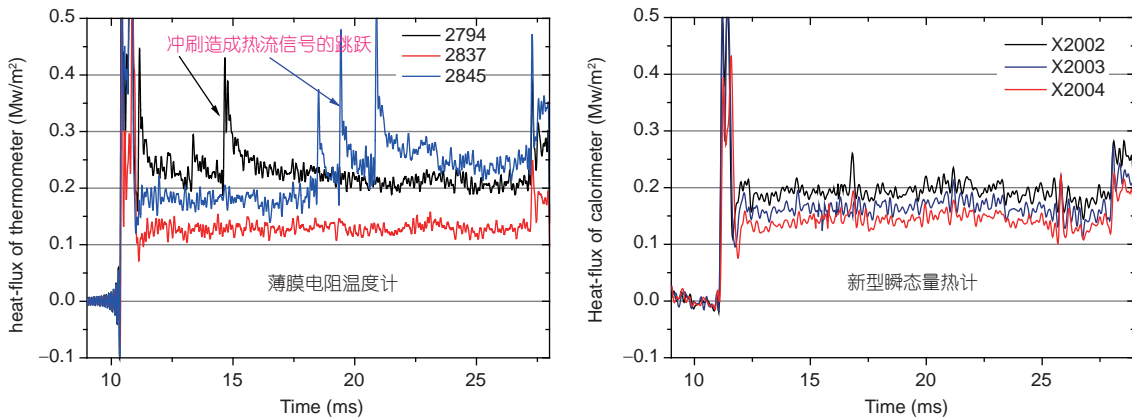 heat-flux of thermometer (Mw/m²)
0.5
0.4
0.3
0.2
0.1
0.0
−0.1
冲刷造成热流信号的跳跃
2794
2837
2845
薄膜电阻温度计
10
15
20
25
Time (ms)
Heat-flux of calorimeter (Mw/m²)
0.5
0.4
0.3
0.2
0.1
0.0
−0.1
X2002
X2003
X2004
新型瞬态量热计
10
15
20
25
Time (ms)